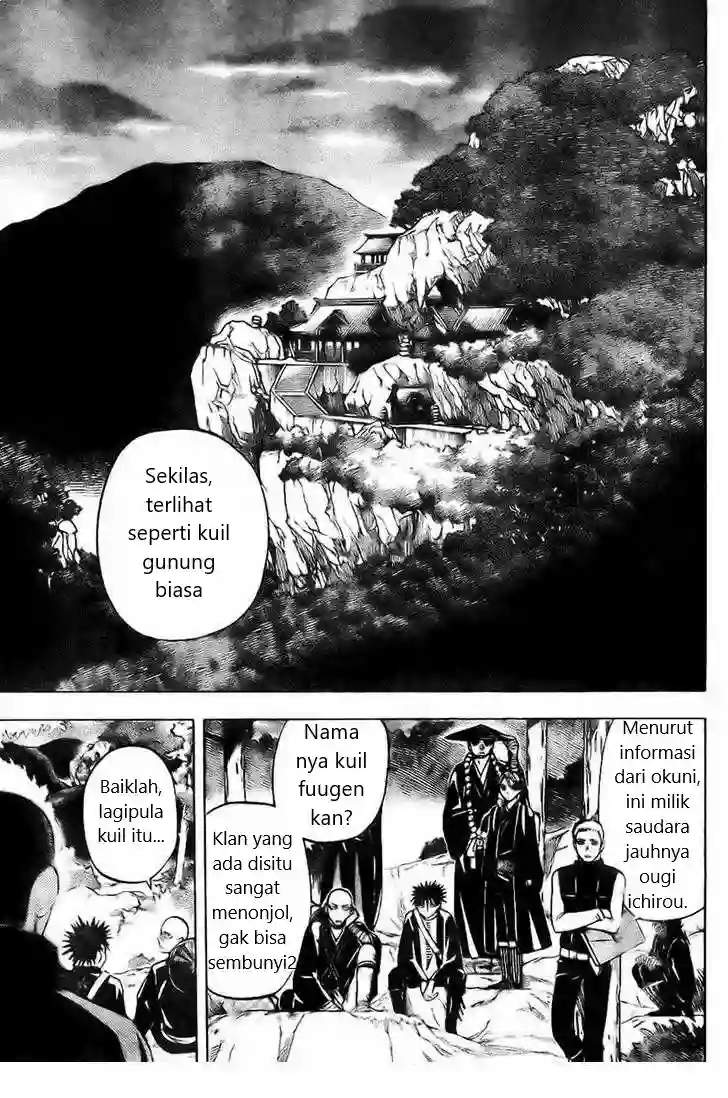 Sekilas,
terlihat
seperti kuil
gunung
biasa
Menurut
informasi
dari okuni,
ini milik
saudara
jauhnya
ougi
ichirou.
Nama
nya kuil
fuugen
kan?
Klan yang
ada disitu
sangat
menonjol,
gak bisa
sembunyi2
Baiklah,
lagipula
kuil itu...